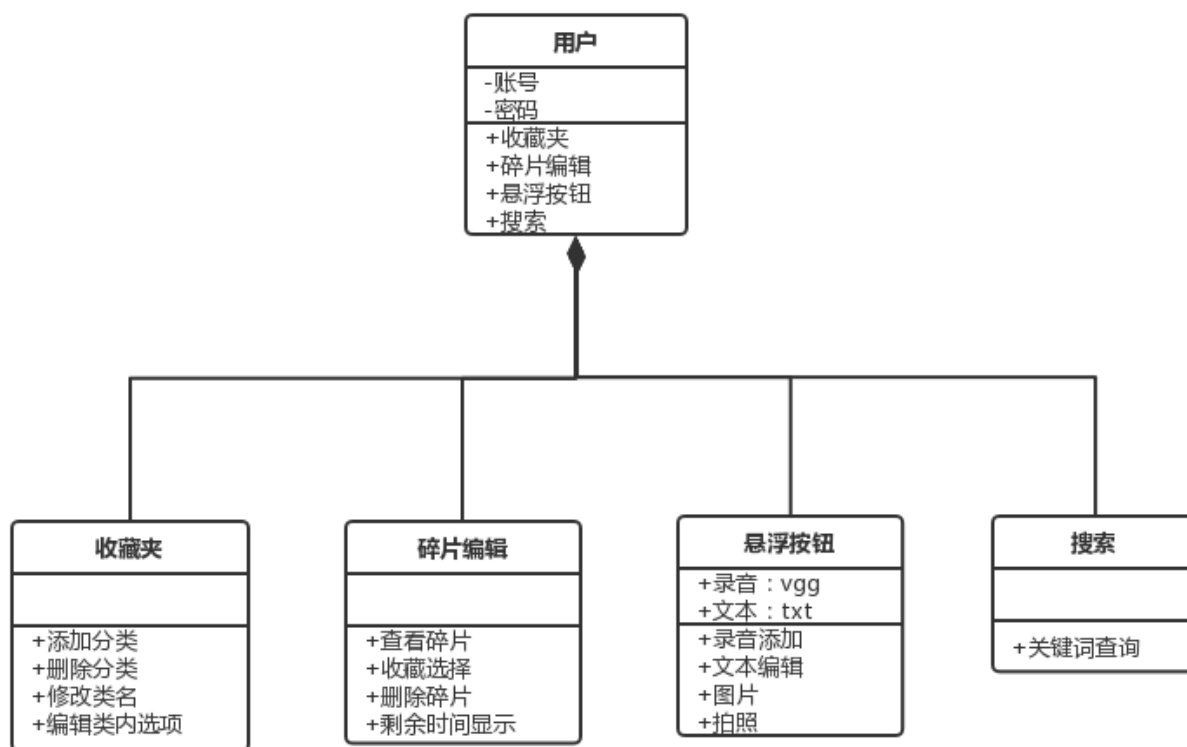 用户
-账号
-密码
+收藏夹
+碎片编辑
+悬浮按钮
+搜索
收藏夹
+添加分类
+删除分类
+修改类名
+编辑类内选项
碎片编辑
+查看碎片
+收藏选择
+删除碎片
+剩余时间显示
悬浮按钮
+录音：vgg
+文本：txt
+录音添加
+文本编辑
+图片
+拍照
搜索
+关键词查询